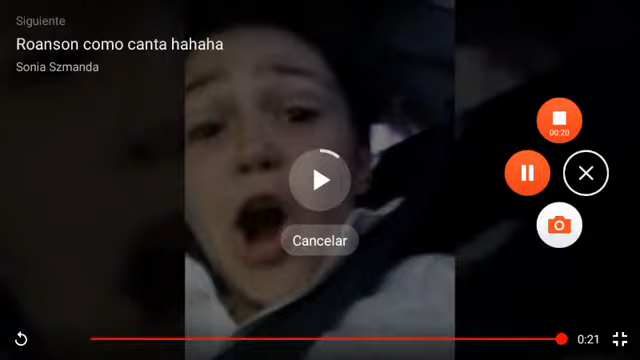 Siguiente
Roanson como canta hahaha
Sonia Szmanda
00:20
Cancelar
0:21